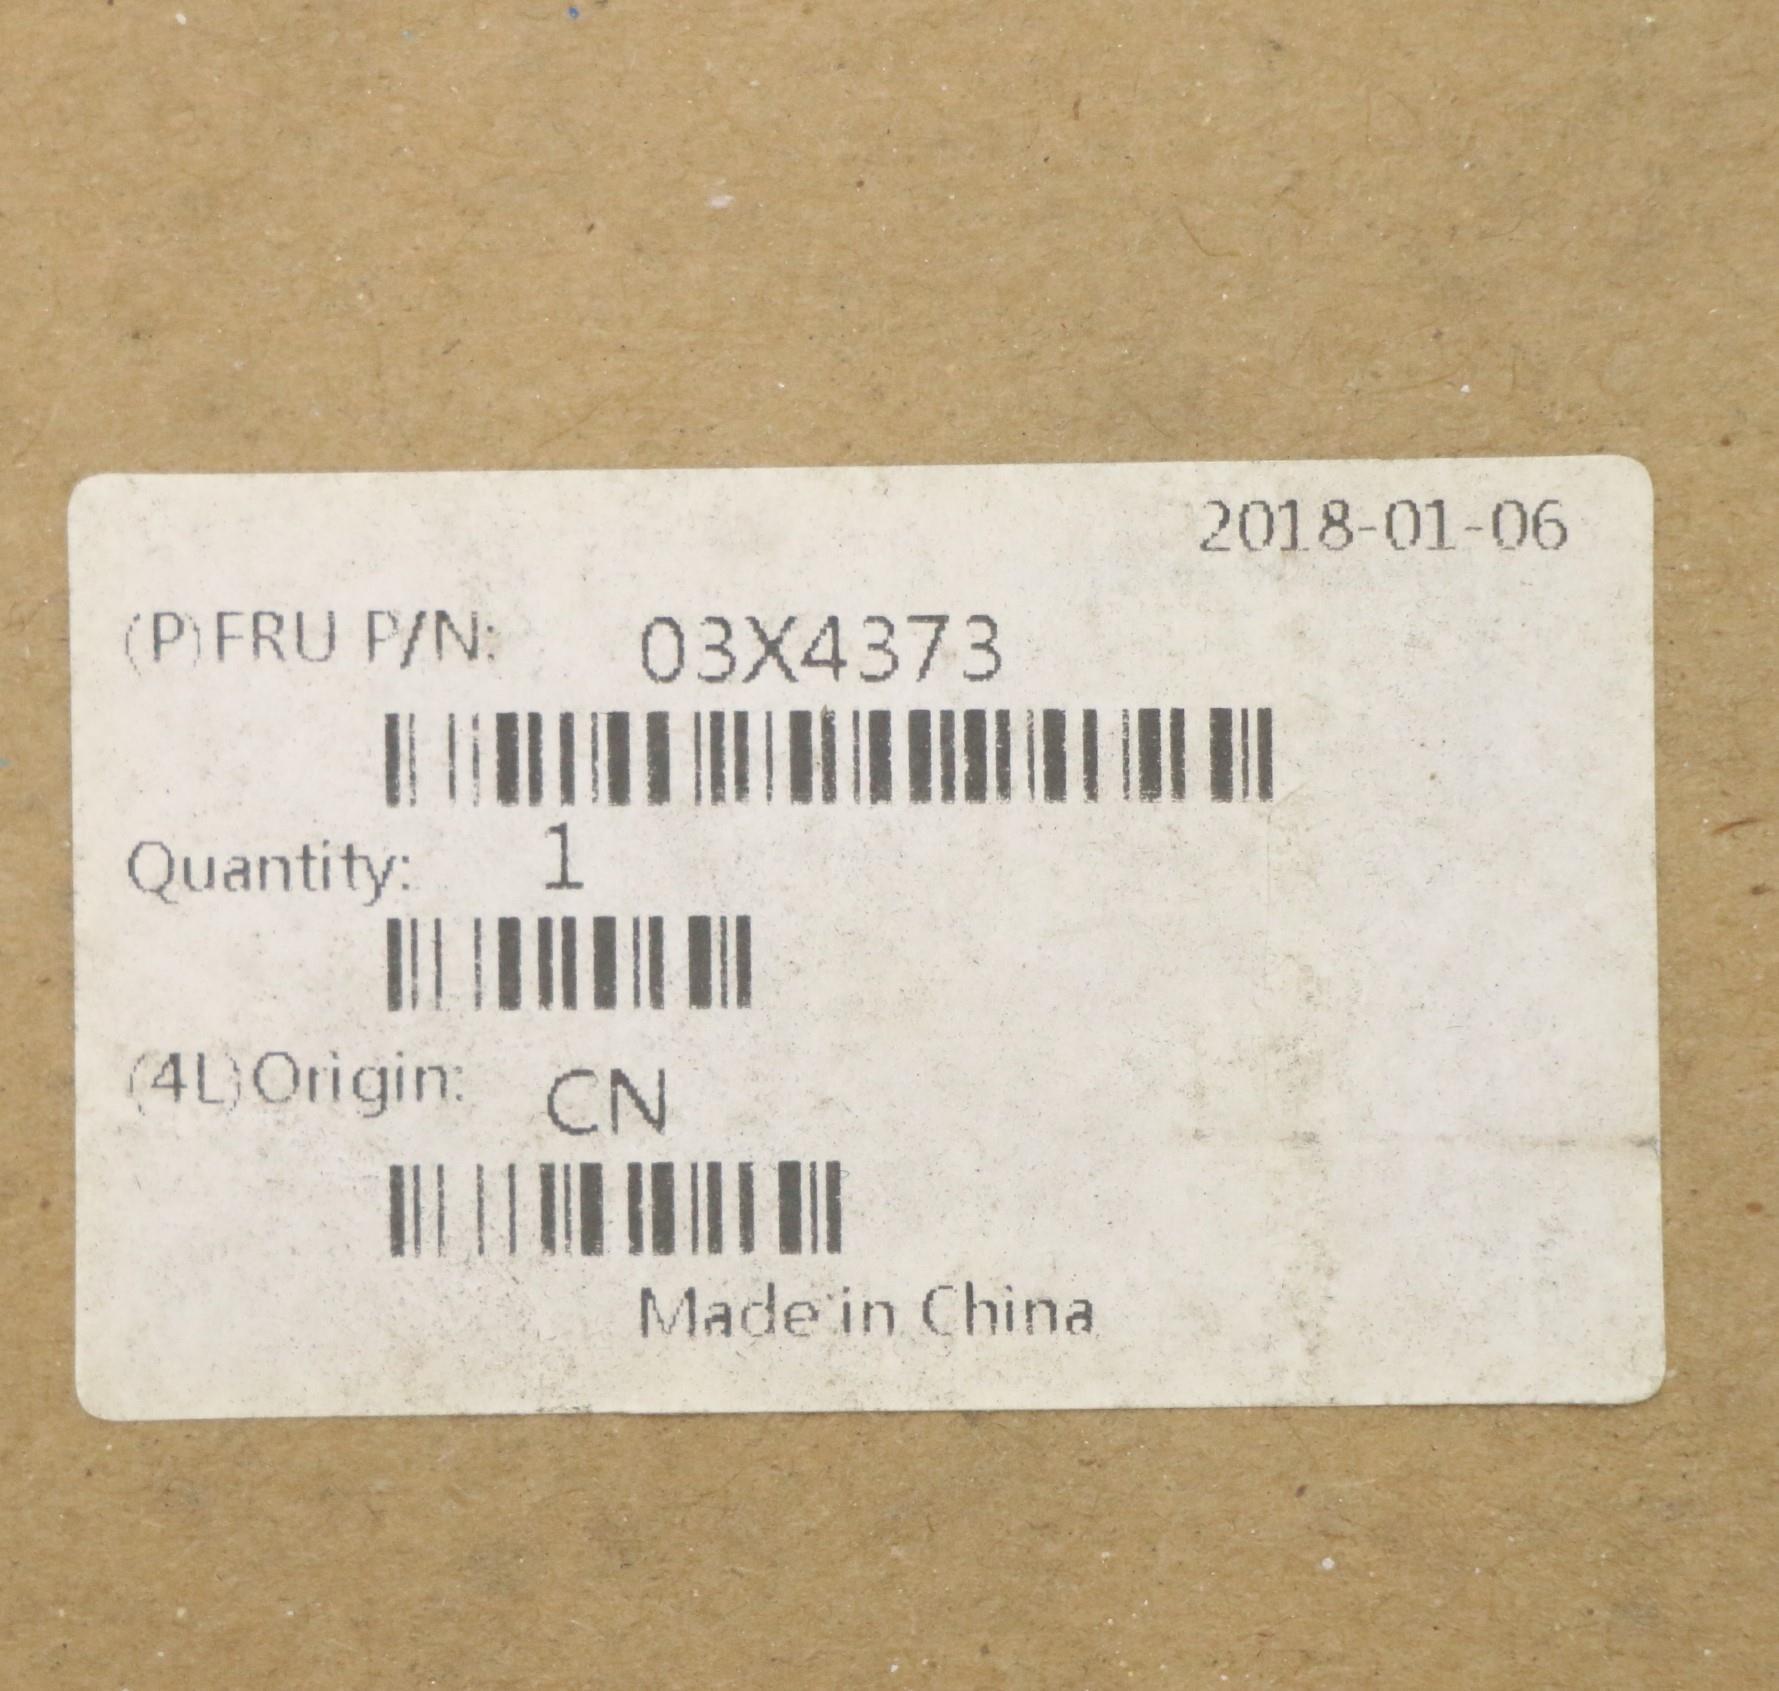 2018-01-06
(P)FRU P/N: 03X4373
Quantity: 1
(4L)Origin: CN
Made in China